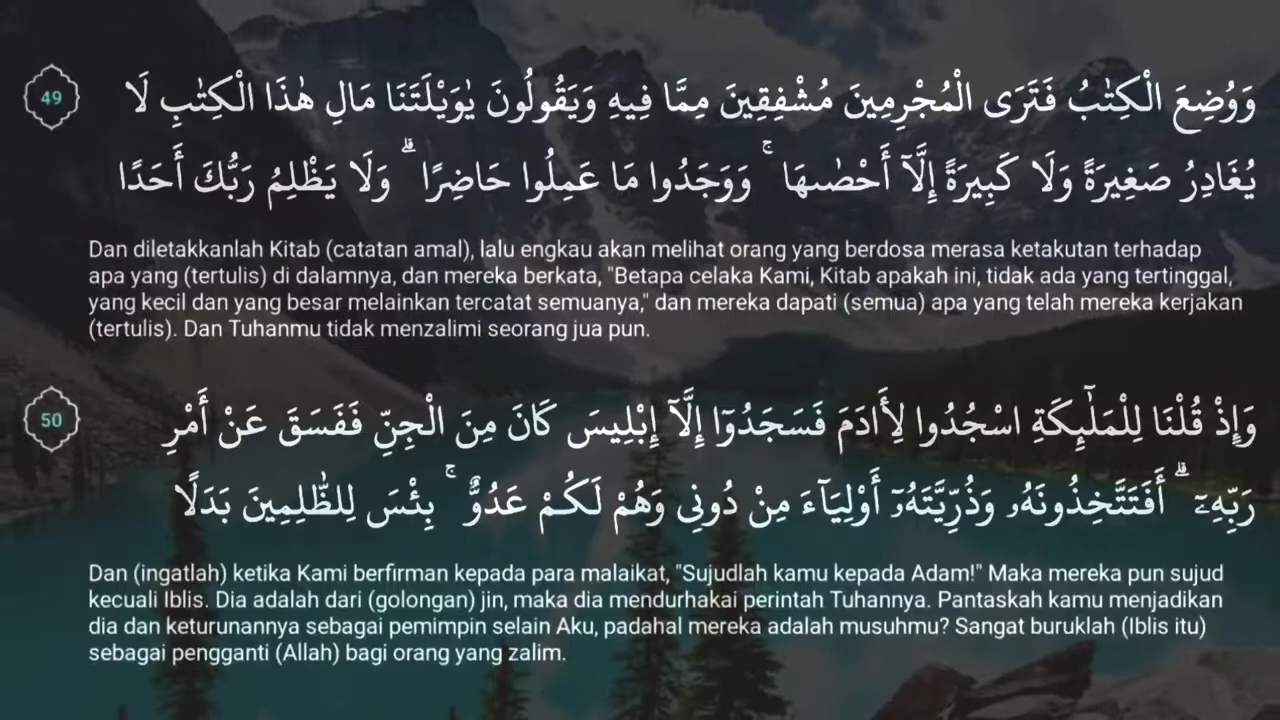 49
وَوُضِعَ الْكِتٰبُ فَتَرَى الْمُجْرِمِينَ مُشْفِقِينَ مِمَّا فِيهِ وَيَقُولُونَ يٰوَيْلَتَنَا مَالِ هٰذَا الْكِتٰبِ لَا
يُغَادِرُ صَغِيرَةً وَلَا كَبِيرَةً إِلَّآ أَحْصٰىهَا ۚ وَوَجَدُوا مَا عَمِلُوا حَاضِرًا ۗ وَلَا يَظْلِمُ رَبُّكَ أَحَدًا
Dan diletakkanlah Kitab (catatan amal), lalu engkau akan melihat orang yang berdosa merasa ketakutan terhadap
apa yang (tertulis) di dalamnya, dan mereka berkata, "Betapa celaka Kami, Kitab apakah ini, tidak ada yang tertinggal,
yang kecil dan yang besar melainkan tercatat semuanya," dan mereka dapati (semua) apa yang telah mereka kerjakan
(tertulis). Dan Tuhanmu tidak menzalimi seorang jua pun.
50
وَإِذْ قُلْنَا لِلْمَلٰٓئِكَةِ اسْجُدُوا لِأَادَمَ فَسَجَدُوٓا إِلَّآ إِبْلِيسَ كَانَ مِنَ الْجِنِّ فَفَسَقَ عَنْ أَمْرِ
رَبِّهِۦٓ ۗ أَفَتَتَّخِذُونَهُۥ وَذُرِّيَّتَهُۥٓ أَوْلِيَآءَ مِنْ دُونِى وَهُمْ لَكُمْ عَدُوٌّ ۚ بِئْسَ لِلظّٰلِمِينَ بَدَلًا
Dan (ingatlah) ketika Kami berfirman kepada para malaikat, "Sujudlah kamu kepada Adam!" Maka mereka pun sujud
kecuali Iblis. Dia adalah dari (golongan) jin, maka dia mendurhakai perintah Tuhannya. Pantaskah kamu menjadikan
dia dan keturunannya sebagai pemimpin selain Aku, padahal mereka adalah musuhmu? Sangat buruklah (Iblis itu)
sebagai pengganti (Allah) bagi orang yang zalim.